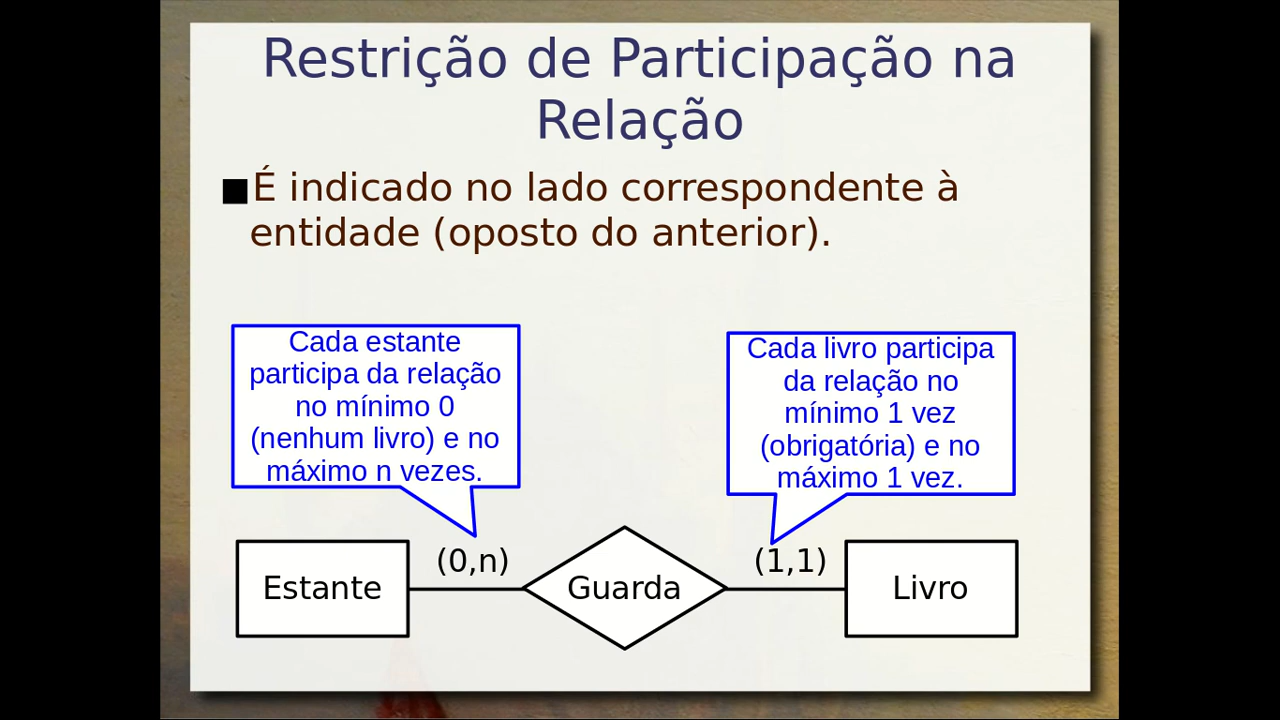 Restrição de Participação na
Relação
■É indicado no lado correspondente à
entidade (oposto do anterior).
Cada estante
participa da relação
no mínimo 0
(nenhum livro) e no
máximo n vezes.
Cada livro participa
da relação no
mínimo 1 vez
(obrigatória) e no
máximo 1 vez.
(0,n)
(1,1)
Estante
Guarda
Livro